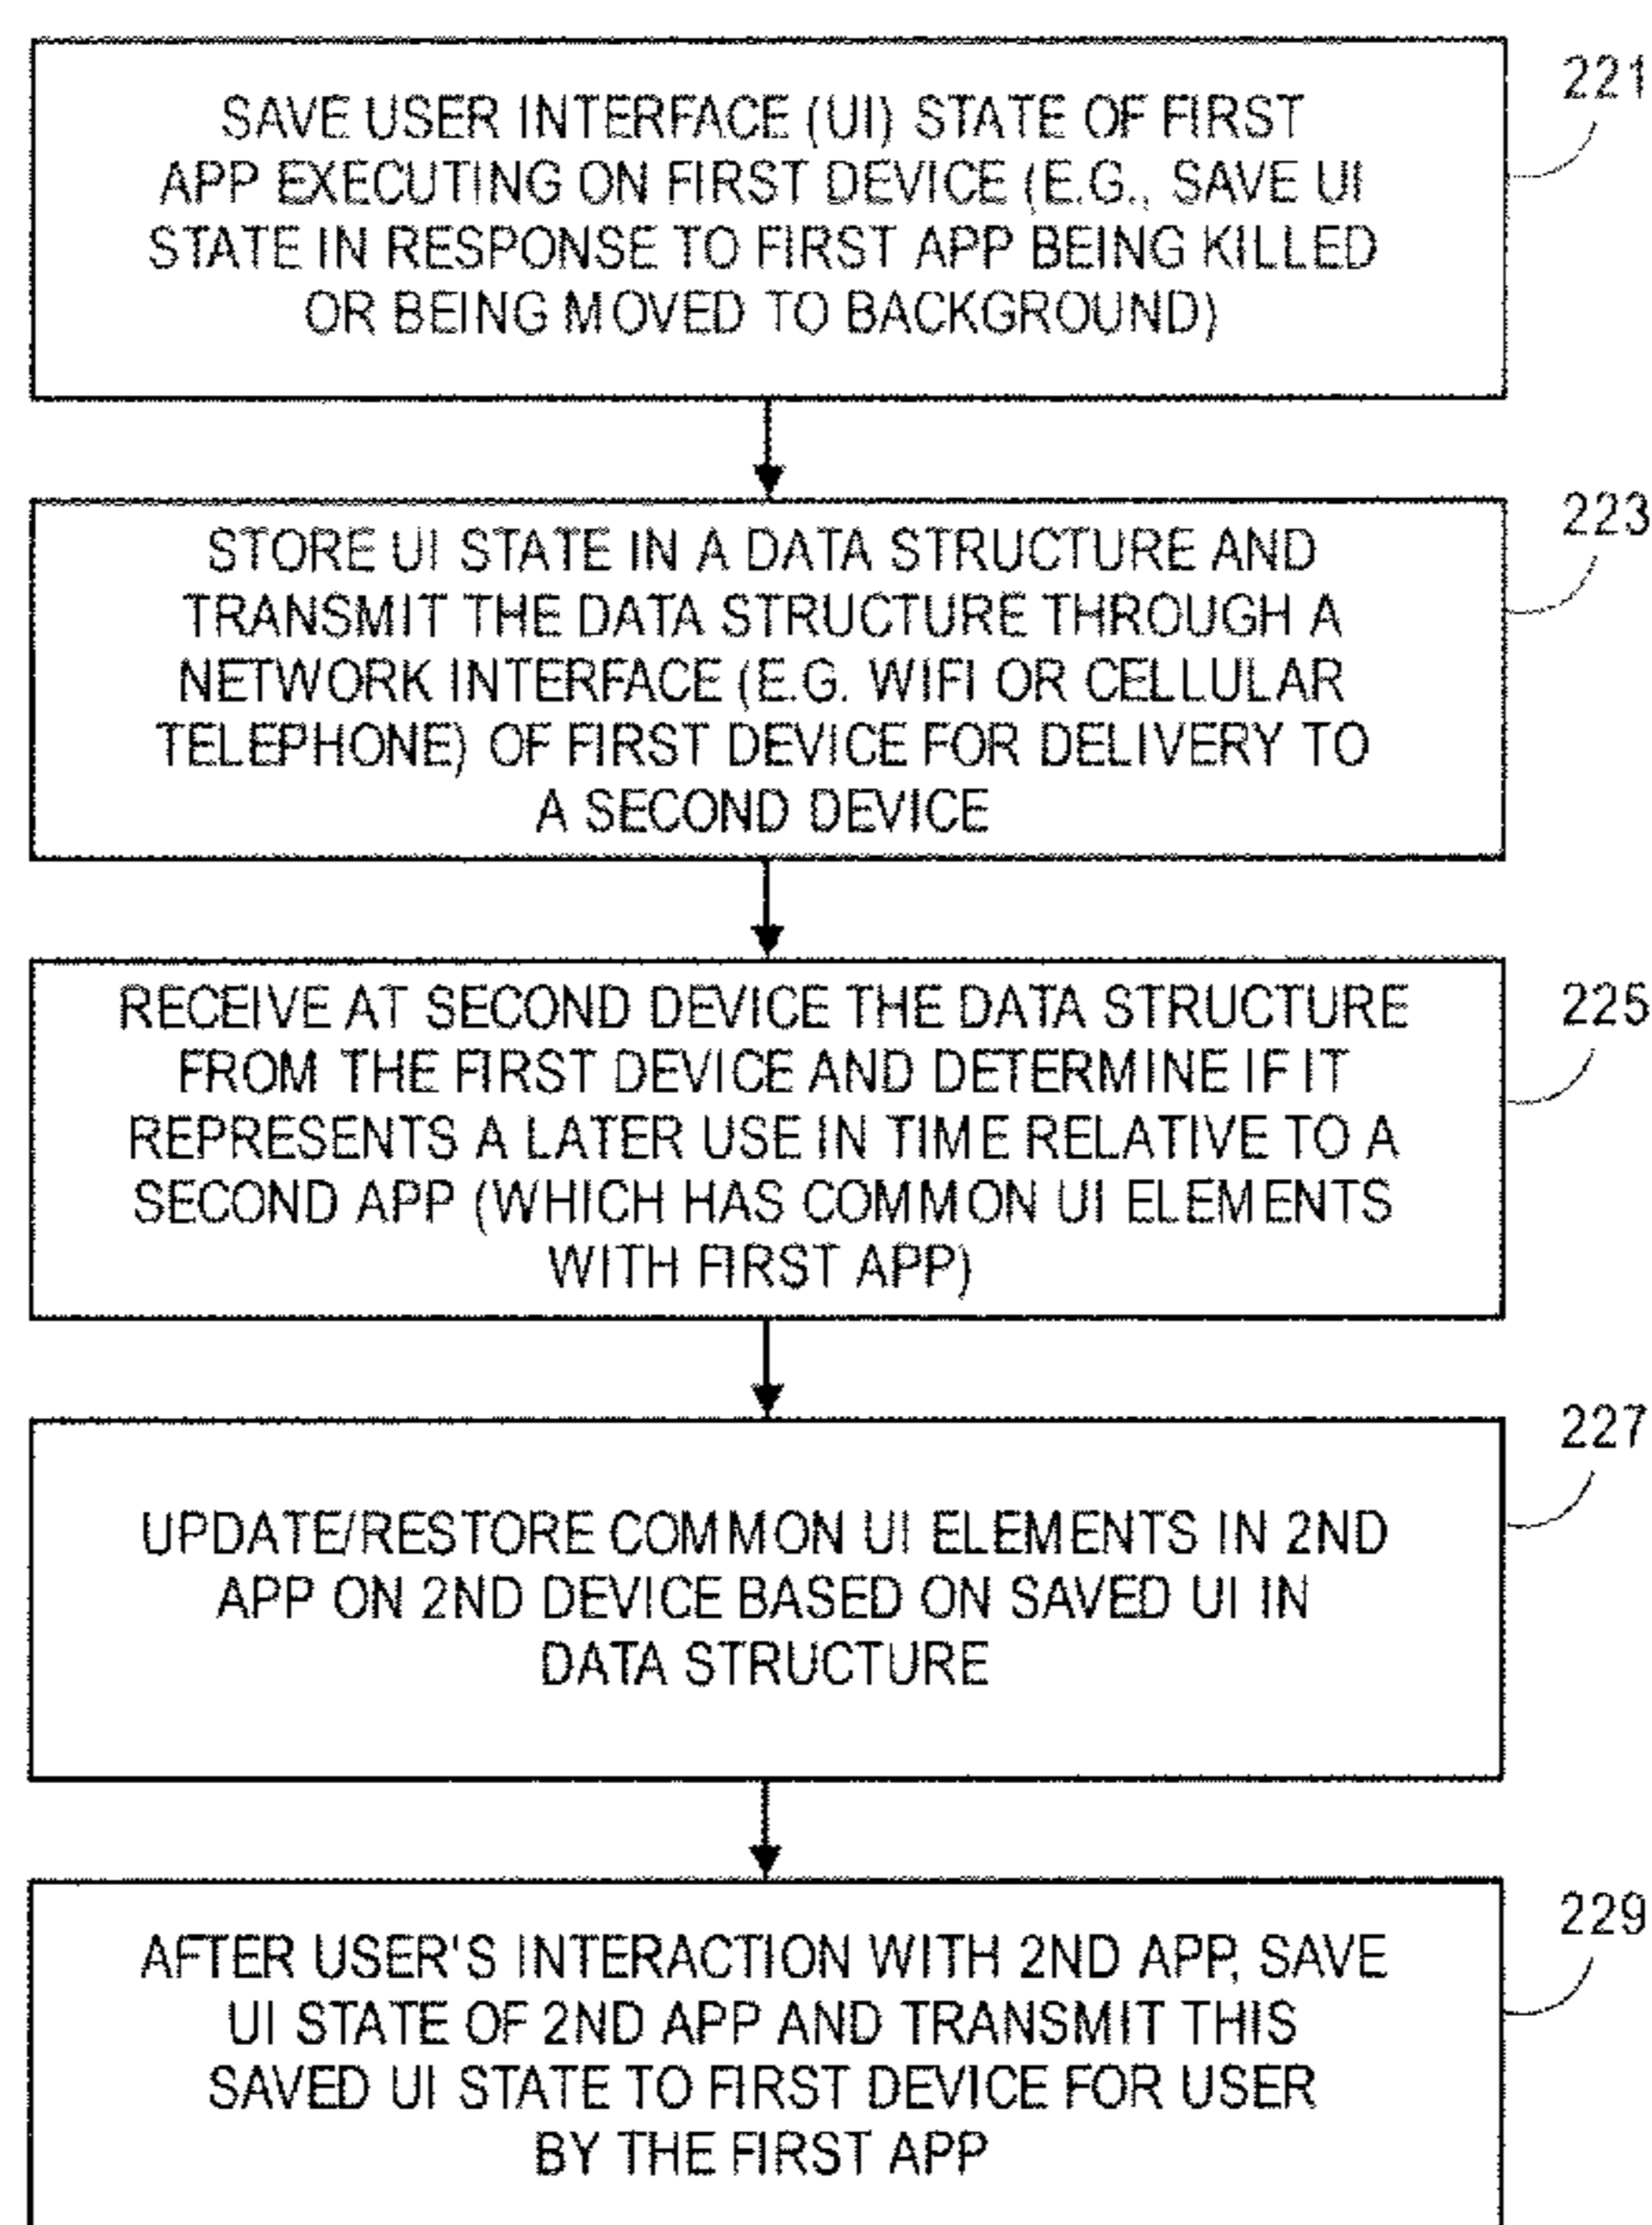 SAVE USER INTERFACE (UI) STATE OF FIRST
APP EXECUTING ON FIRST DEVICE (E.G., SAVE UI
STATE IN RESPONSE TO FIRST APP BEING KILLED
OR BEING MOVED TO BACKGROUND)
221
STORE UI STATE IN A DATA STRUCTURE AND
TRANSMIT THE DATA STRUCTURE THROUGH A
NETWORK INTERFACE (E.G. WIFI OR CELLULAR
TELEPHONE) OF FIRST DEVICE FOR DELIVERY TO
A SECOND DEVICE
223
RECEIVE AT SECOND DEVICE THE DATA STRUCTURE
FROM THE FIRST DEVICE AND DETERMINE IF IT
REPRESENTS A LATER USE IN TIME RELATIVE TO A
SECOND APP (WHICH HAS COMMON UI ELEMENTS
WITH FIRST APP)
225
UPDATE/RESTORE COMMON UI ELEMENTS IN 2ND
APP ON 2ND DEVICE BASED ON SAVED UI IN
DATA STRUCTURE
227
AFTER USER'S INTERACTION WITH 2ND APP, SAVE
UI STATE OF 2ND APP AND TRANSMIT THIS
SAVED UI STATE TO FIRST DEVICE FOR USER
BY THE FIRST APP
229